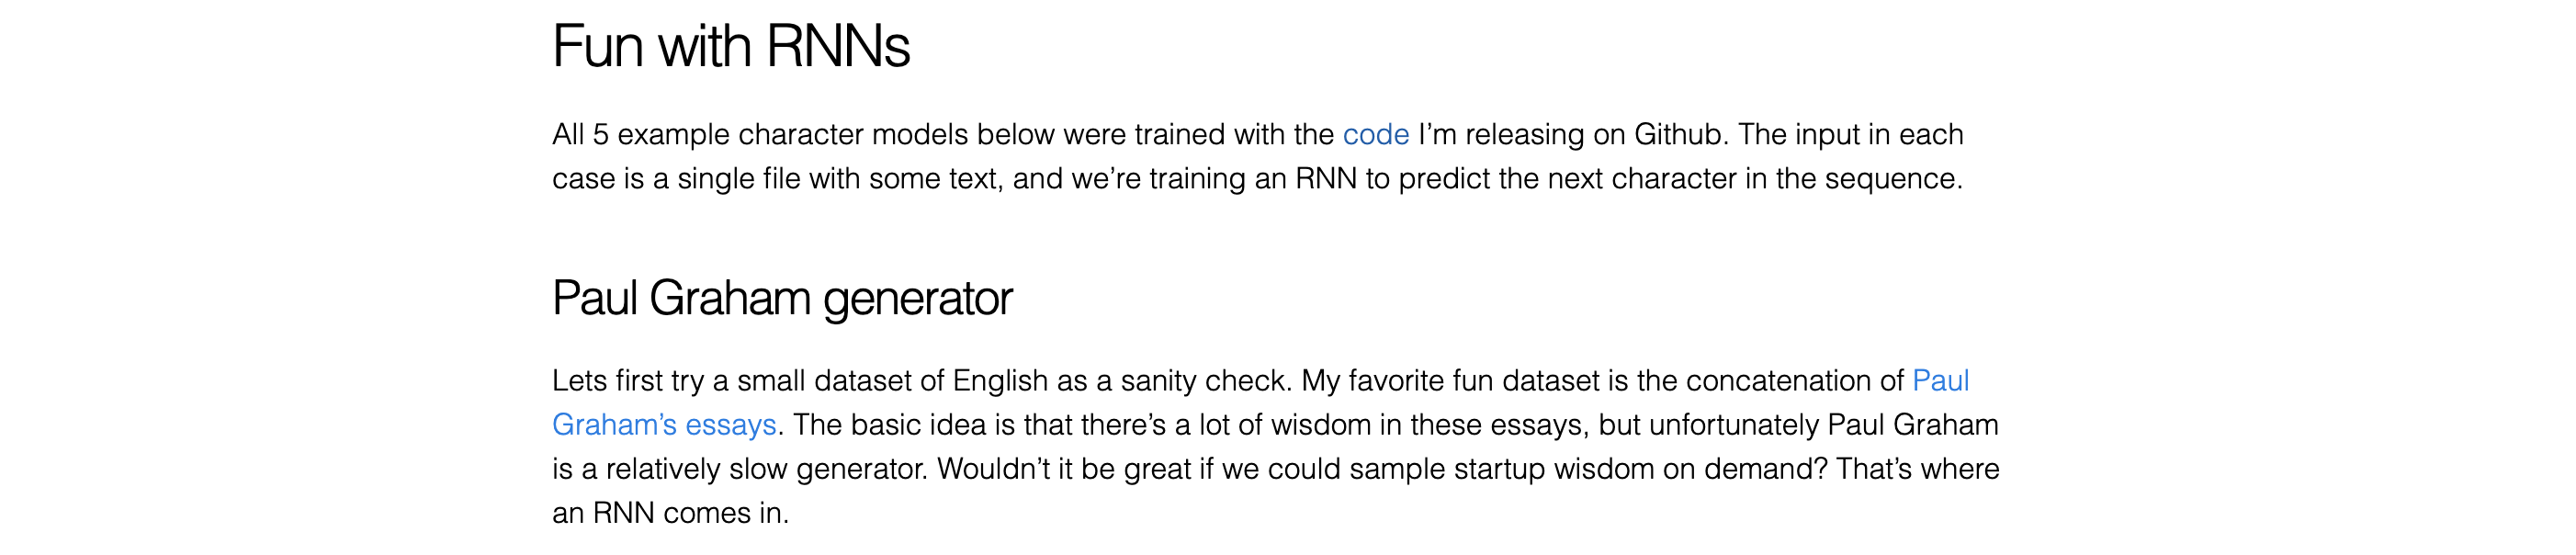 Fun with RNNs
All 5 example character models below were trained with the code I’m releasing on Github. The input in each
case is a single file with some text, and we’re training an RNN to predict the next character in the sequence.
Paul Graham generator
Lets first try a small dataset of English as a sanity check. My favorite fun dataset is the concatenation of Paul
Graham’s essays. The basic idea is that there’s a lot of wisdom in these essays, but unfortunately Paul Graham
is a relatively slow generator. Wouldn’t it be great if we could sample startup wisdom on demand? That’s where
an RNN comes in.